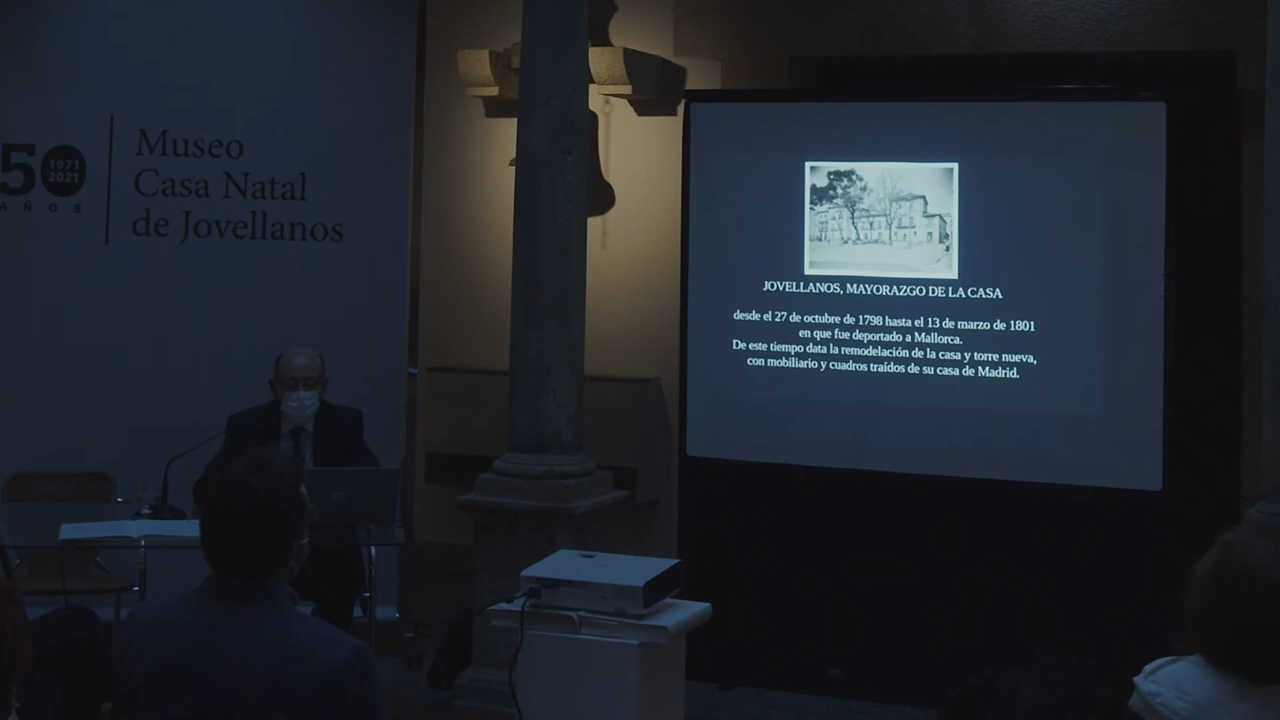 50
1971
2021
AÑOS
Museo
Casa Natal
de Jovellanos
JOVELLANOS, MAYORAZGO DE LA CASA
desde el 27 de octubre de 1798 hasta el 13 de marzo de 1801
en que fue deportado a Mallorca.
De este tiempo data la remodelación de la casa y torre nueva,
con mobiliario y cuadros traídos de su casa de Madrid.